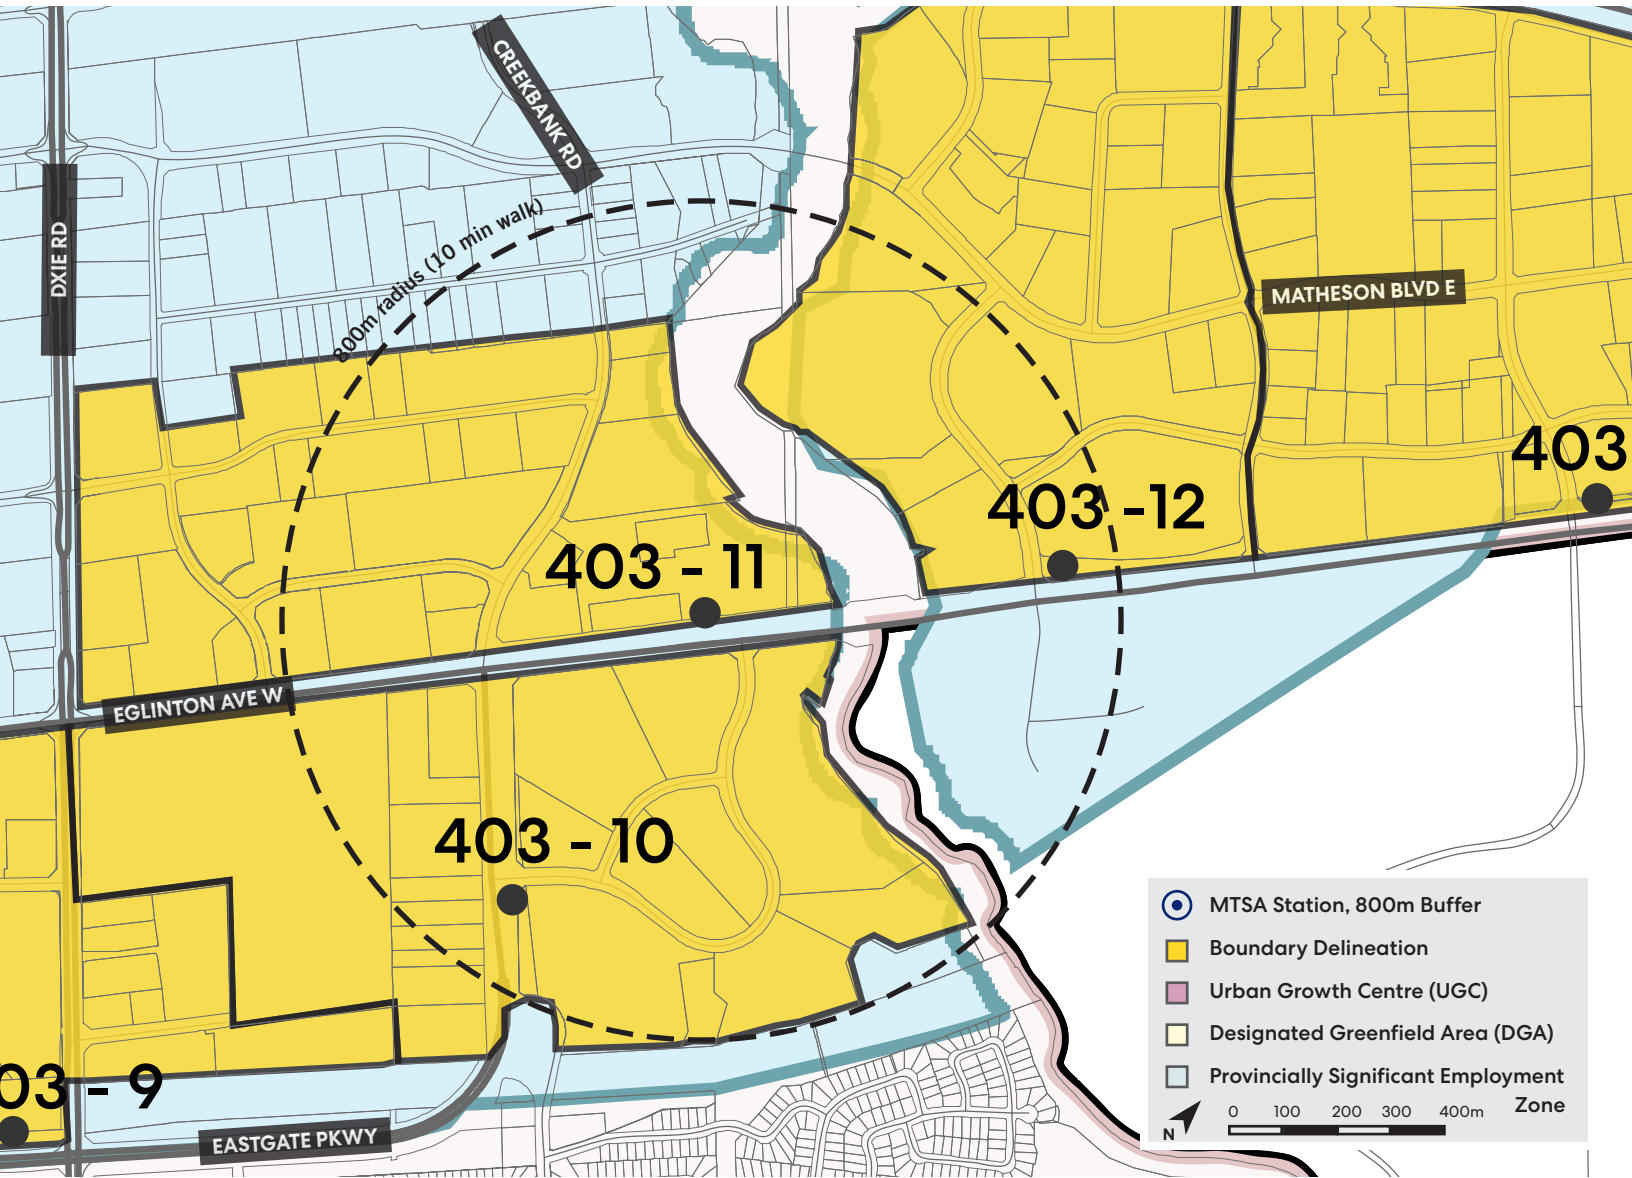 CREEKBANK RD
DXIE RD
800m radius (10 min walk)
MATHESON BLVD E
403
403 -12
403 - 11
EGLINTON AVE W
403 - 10
03 - 9
EASTGATE PKWY
MTSA Station, 800m Buffer
Boundary Delineation
Urban Growth Centre (UGC)
Designated Greenfield Area (DGA)
Provincially Significant Employment
Zone
N
0 100 200 300 400m